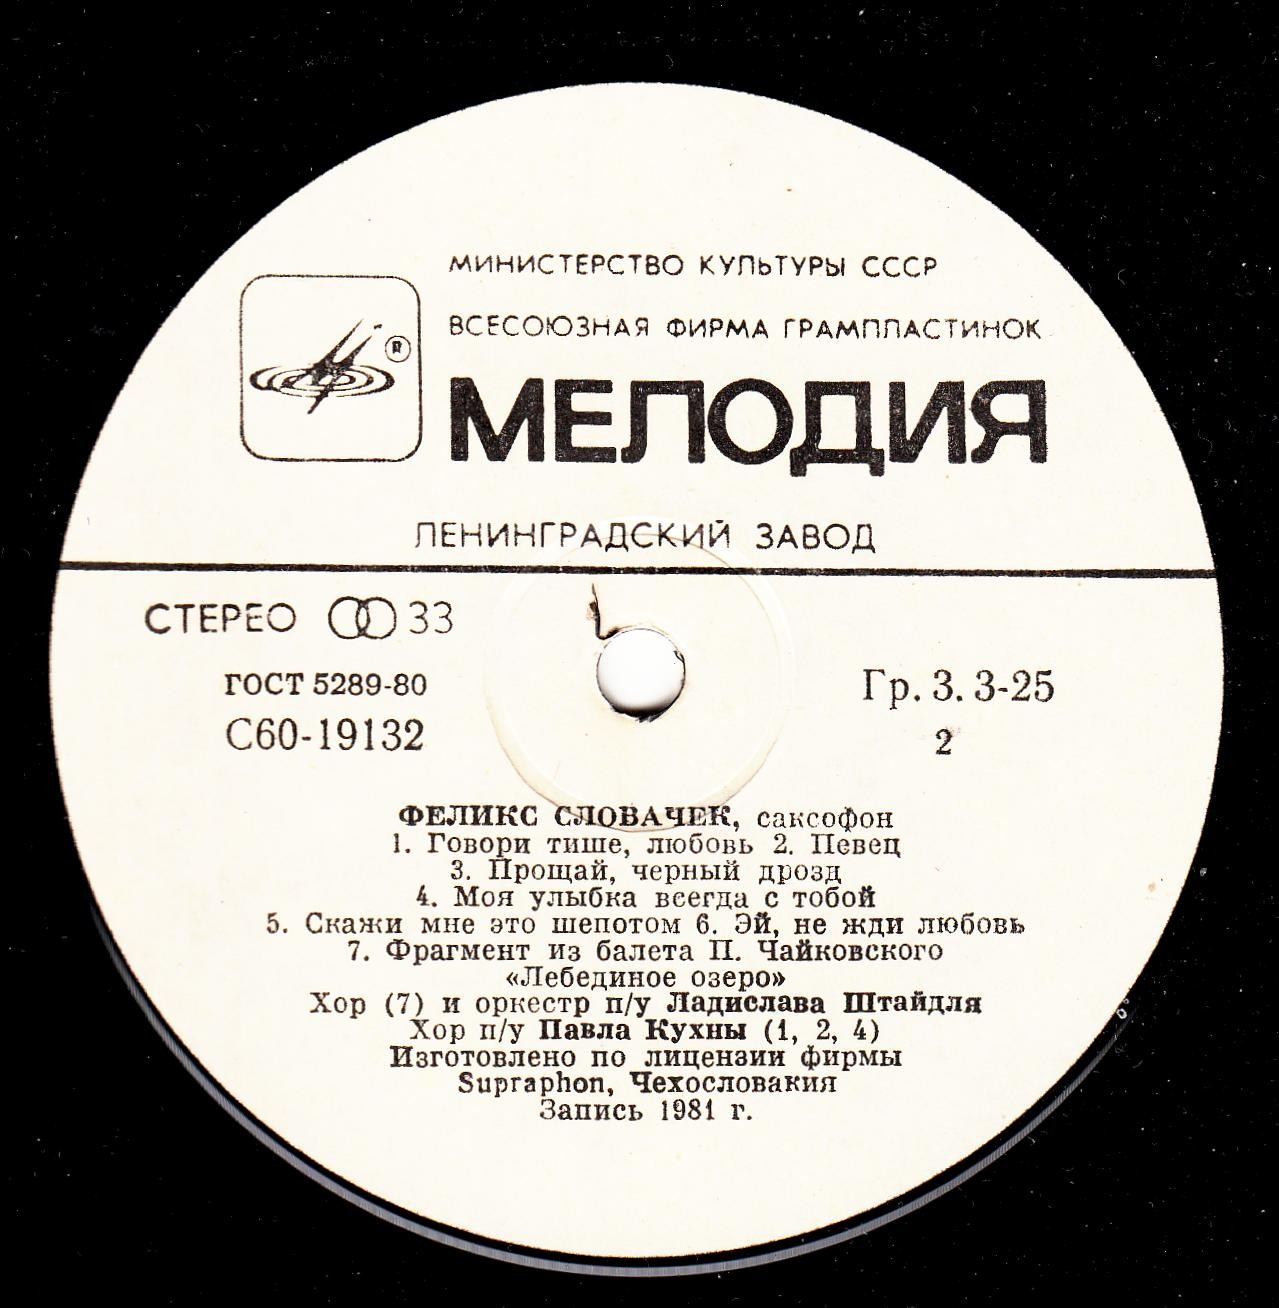 МИНИСТЕРСТВО КУЛЬТУРЫ СССР
ВСЕСОЮЗНАЯ ФИРМА ГРАМПЛАСТИНОК
®
МЕЛОДИЯ
ЛЕНИНГРАДСКИЙ ЗАВОД
СТЕРЕО 33
ГОСТ 5289-80
Гр. 3. 3-25
С60-19132
2
ФЕЛИКС СЛОВАЧЕК, саксофон
1. Говори тише, любовь 2. Певец
3. Прощай, черный дрозд
4. Моя улыбка всегда с тобой
5. Скажи мне это шепотом 6. Эй, не жди любовь
7. Фрагмент из балета П. Чайковского
«Лебединое озеро»
Хор (7) и оркестр п/у Ладислава Штайдля
Хор п/у Павла Кухны (1, 2, 4)
Изготовлено по лицензии фирмы
Supraphon, Чехословакия
Запись 1981 г.